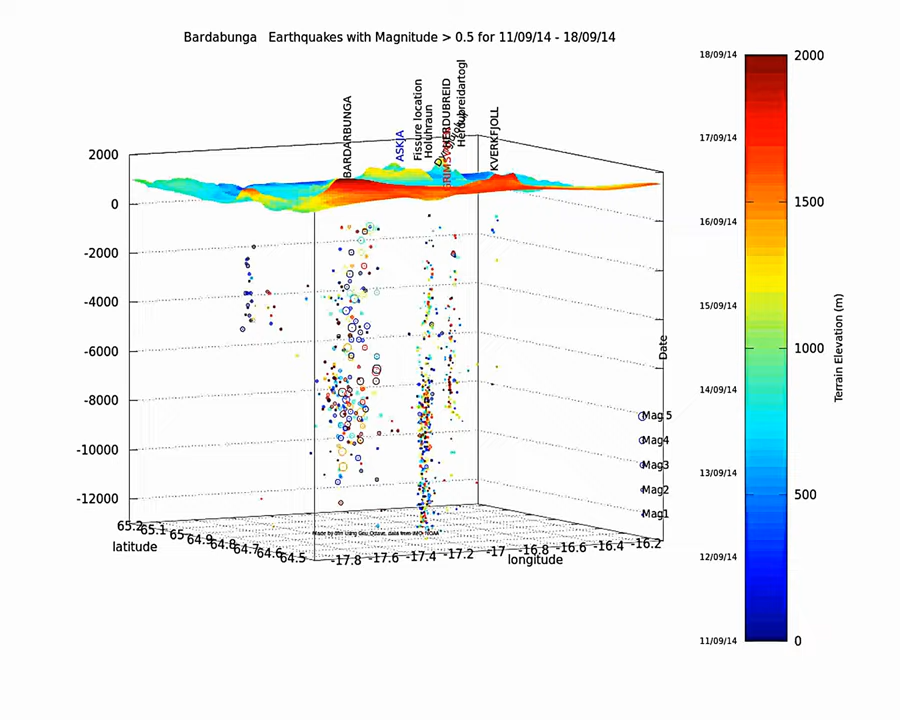 Bardabunga Earthquakes with Magnitude > 0.5 for 11/09/14 - 18/09/14
BARDARBUNGA
ASKJA
Fissure location
Holuhraun
HERDUBREID
Herdubreidartogl
KVERKFJOLL
2000
0
-2000
-4000
-6000
-8000
-10000
-12000
65.2
65.1
65
64.9
64.8
64.7
64.6
64.5
latitude
-17.8
-17.6
-17.4
-17.2
-17
-16.8
-16.6
-16.4
-16.2
longitude
Mag 5
Mag4
Mag3
Mag2
Mag1
Date
18/09/14
17/09/14
16/09/14
15/09/14
14/09/14
13/09/14
12/09/14
11/09/14
2000
1500
1000
500
0
Terrain Elevation (m)